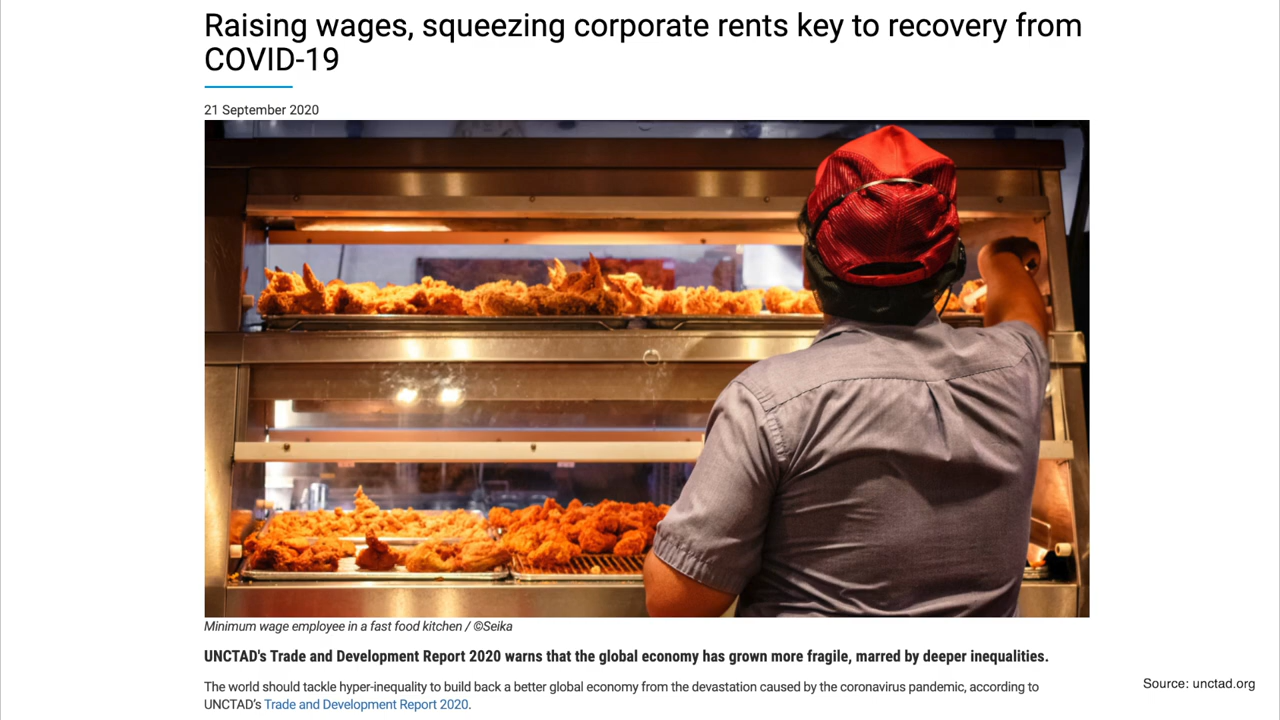 Raising wages, squeezing corporate rents key to recovery from
COVID-19
21 September 2020
Minimum wage employee in a fast food kitchen / ©Seika
UNCTAD's Trade and Development Report 2020 warns that the global economy has grown more fragile, marred by deeper inequalities.
The world should tackle hyper-inequality to build back a better global economy from the devastation caused by the coronavirus pandemic, according to
UNCTAD's Trade and Development Report 2020.
Source: unctad.org